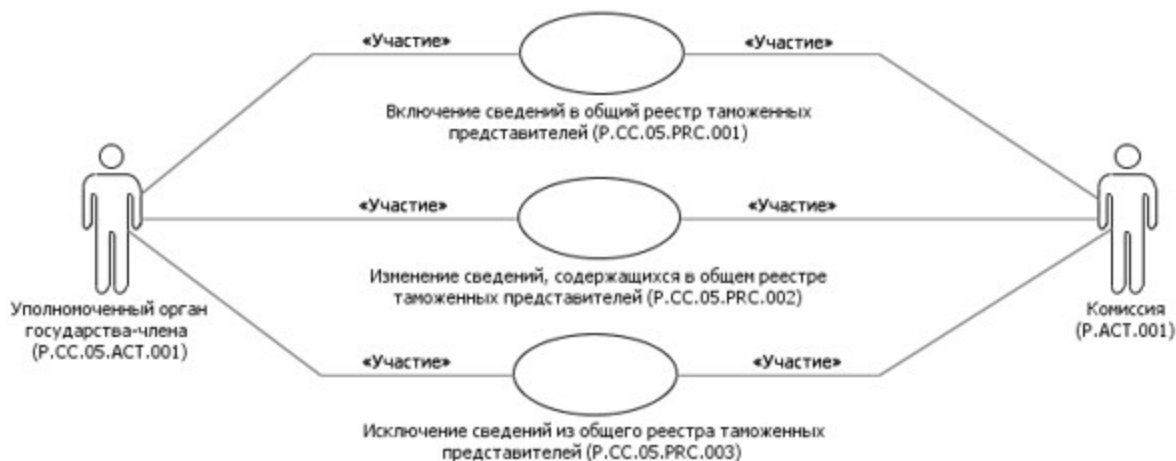 «Участие» «Участие»
Включение сведений в общий реестр таможенных
представителей (P.CC.05.PRC.001)
«Участие» «Участие»
Изменение сведений, содержащихся в общем реестре
таможенных представителей (P.CC.05.PRC.002)
Уполномоченный орган
государства-члена
(P.CC.05.ACT.001)
Комиссия
(P.ACT.001)
«Участие» «Участие»
Исключение сведений из общего реестра таможенных
представителей (P.CC.05.PRC.003)